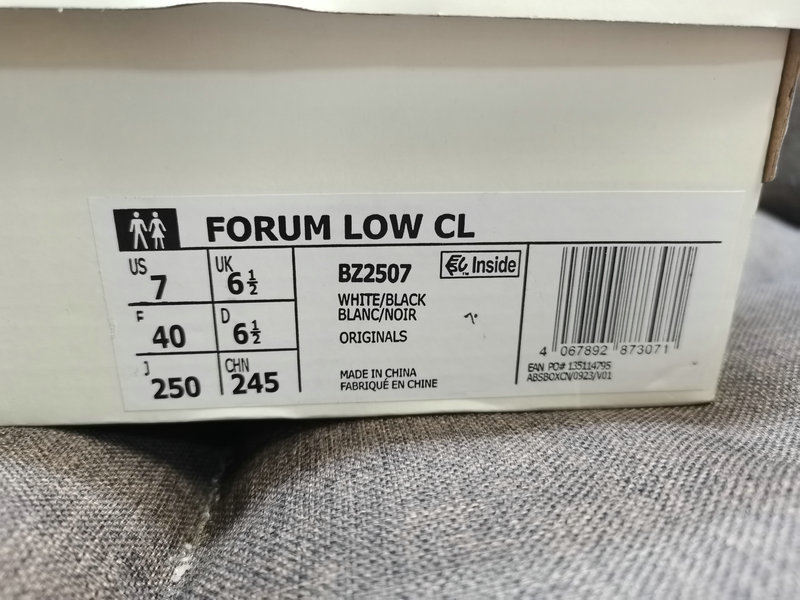 FORUM LOW CL
US 7
UK 6 1/2
F 40
D 6 1/2
J 250
CHN 245
BZ2507
Inside
WHITE/BLACK
BLANC/NOIR
ORIGINALS
MADE IN CHINA
FABRIQUÉ EN CHINE
4 067892 873071
EAN PO# 135114795
ABSBOXCN/0923/V01